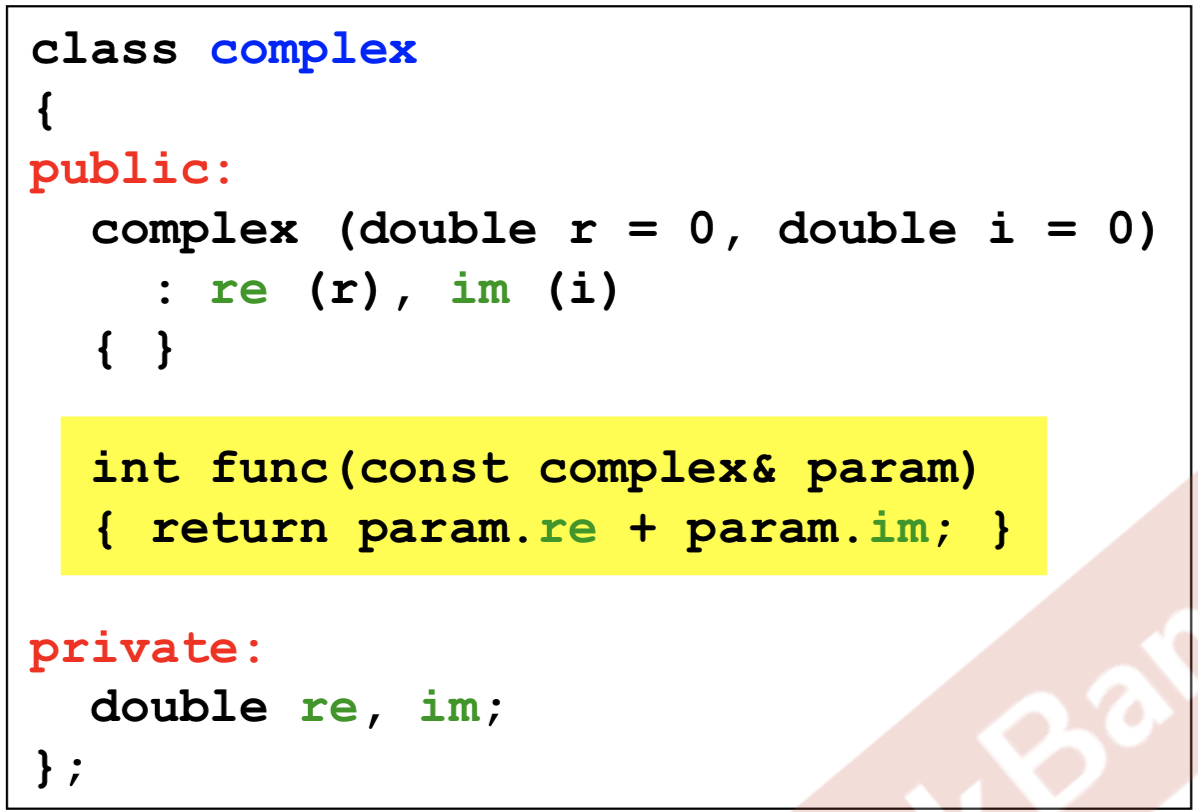 class complex
{
public:
  complex (double r = 0, double i = 0)
    : re (r), im (i)
  { }
  int func(const complex& param)
  { return param.re + param.im; }
private:
  double re, im;
};